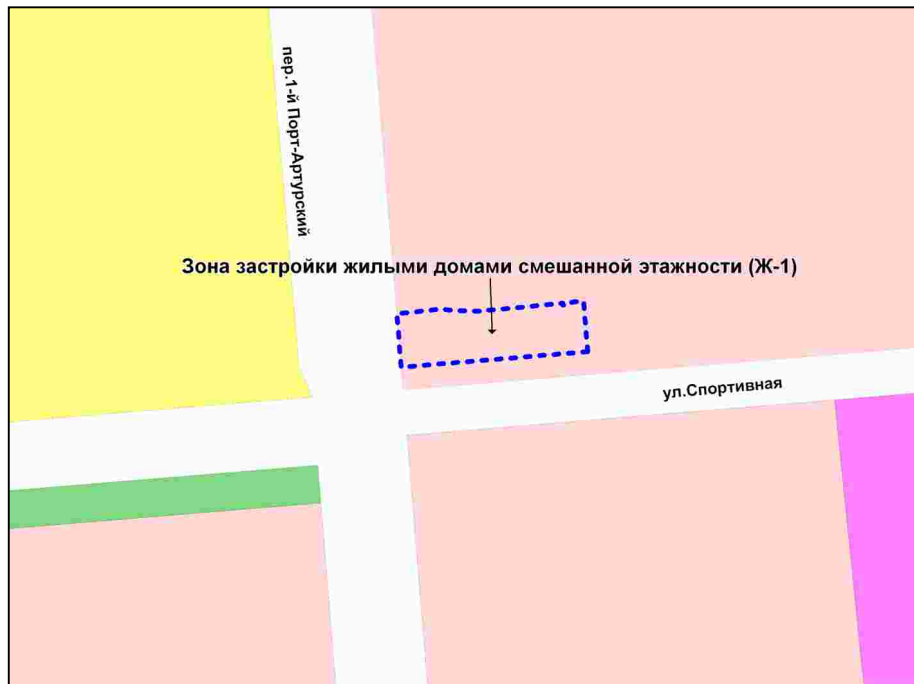 пер.1-й Порт-Артурский
Зона застройки жилыми домами смешанной этажности (Ж-1)
ул.Спортивная